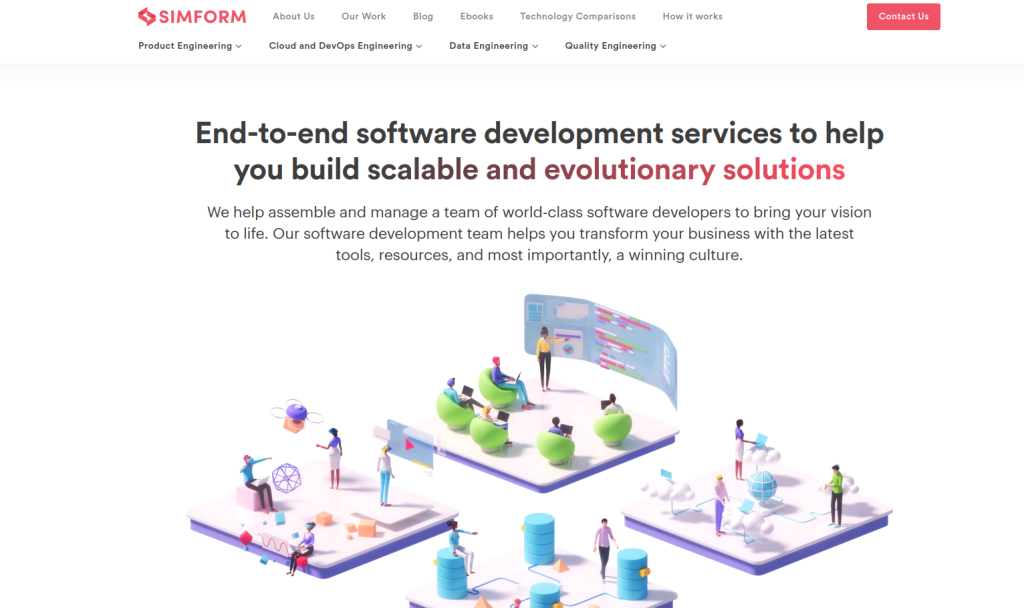 SIMFORM
About Us
Our Work
Blog
Ebooks
Technology Comparisons
How it works
Contact Us
Product Engineering
Cloud and DevOps Engineering
Data Engineering
Quality Engineering
End-to-end software development services to help
you build scalable and evolutionary solutions
We help assemble and manage a team of world-class software developers to bring your vision
to life. Our software development team helps you transform your business with the latest
tools, resources, and most importantly, a winning culture.